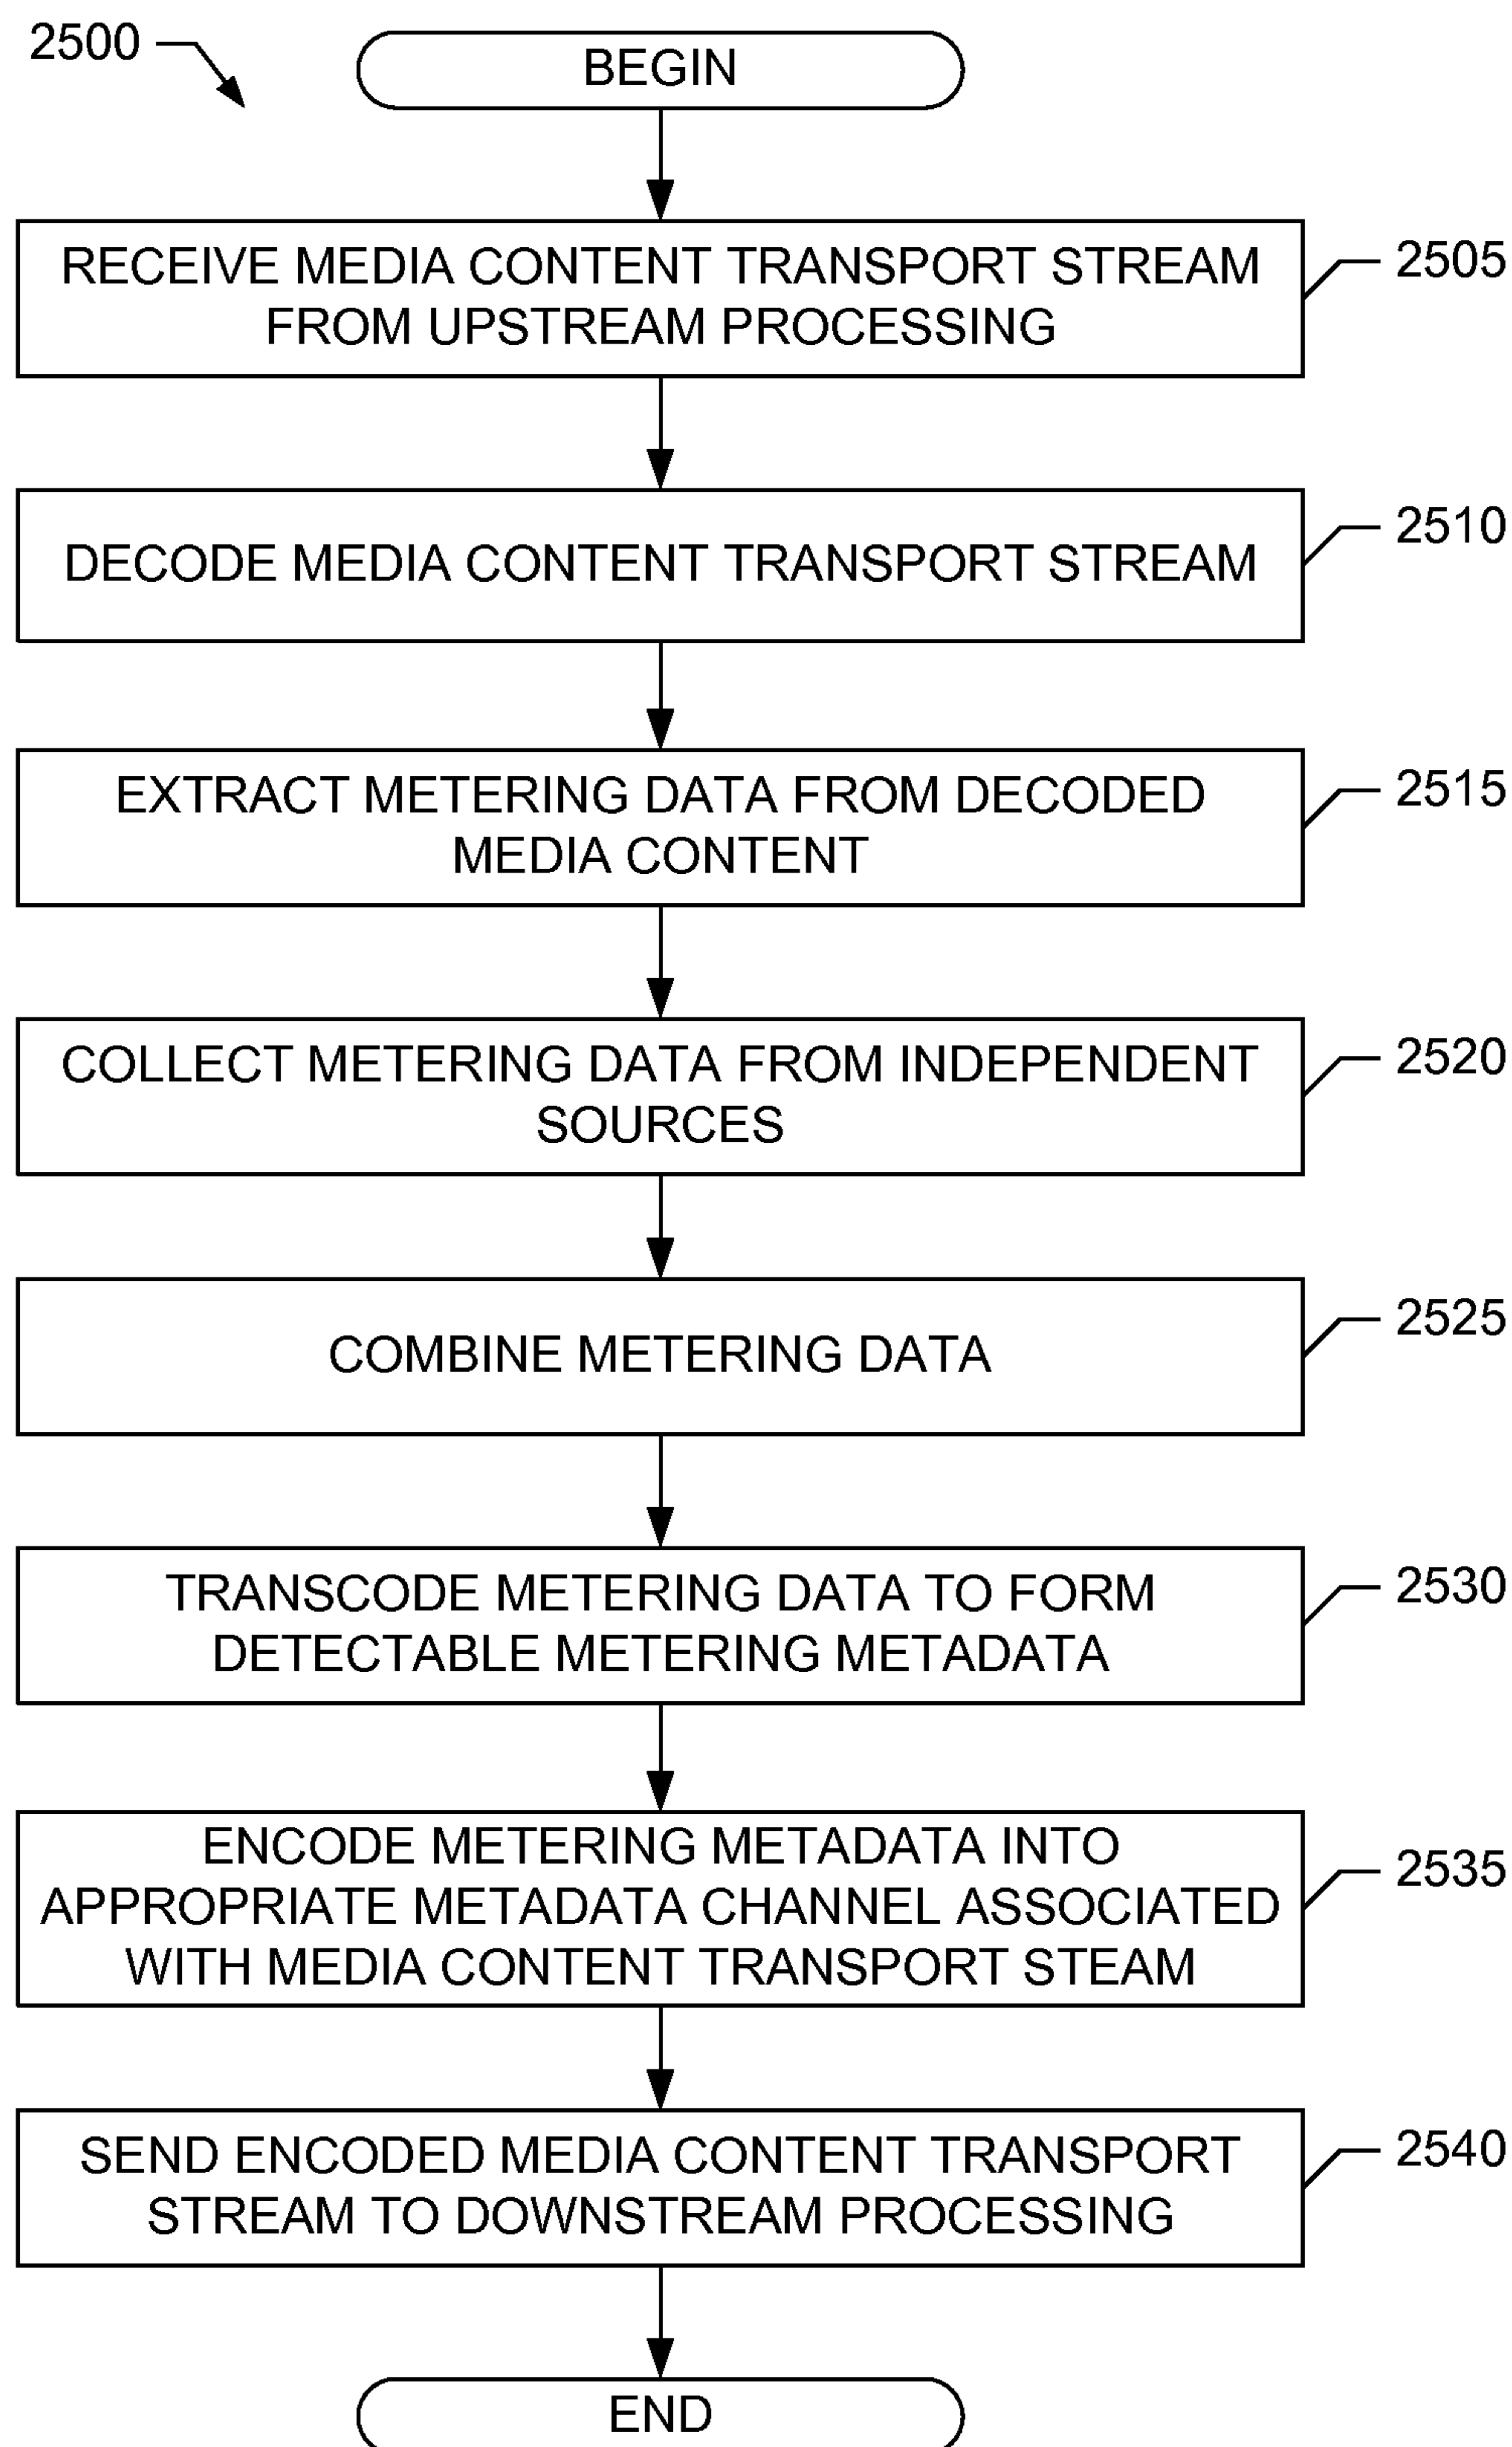 2500
BEGIN
RECEIVE MEDIA CONTENT TRANSPORT STREAM
FROM UPSTREAM PROCESSING
2505
DECODE MEDIA CONTENT TRANSPORT STREAM
2510
EXTRACT METERING DATA FROM DECODED
MEDIA CONTENT
2515
COLLECT METERING DATA FROM INDEPENDENT
SOURCES
2520
COMBINE METERING DATA
2525
TRANSCODE METERING DATA TO FORM
DETECTABLE METERING METADATA
2530
ENCODE METERING METADATA INTO
APPROPRIATE METADATA CHANNEL ASSOCIATED
WITH MEDIA CONTENT TRANSPORT STEAM
2535
SEND ENCODED MEDIA CONTENT TRANSPORT
STREAM TO DOWNSTREAM PROCESSING
2540
END